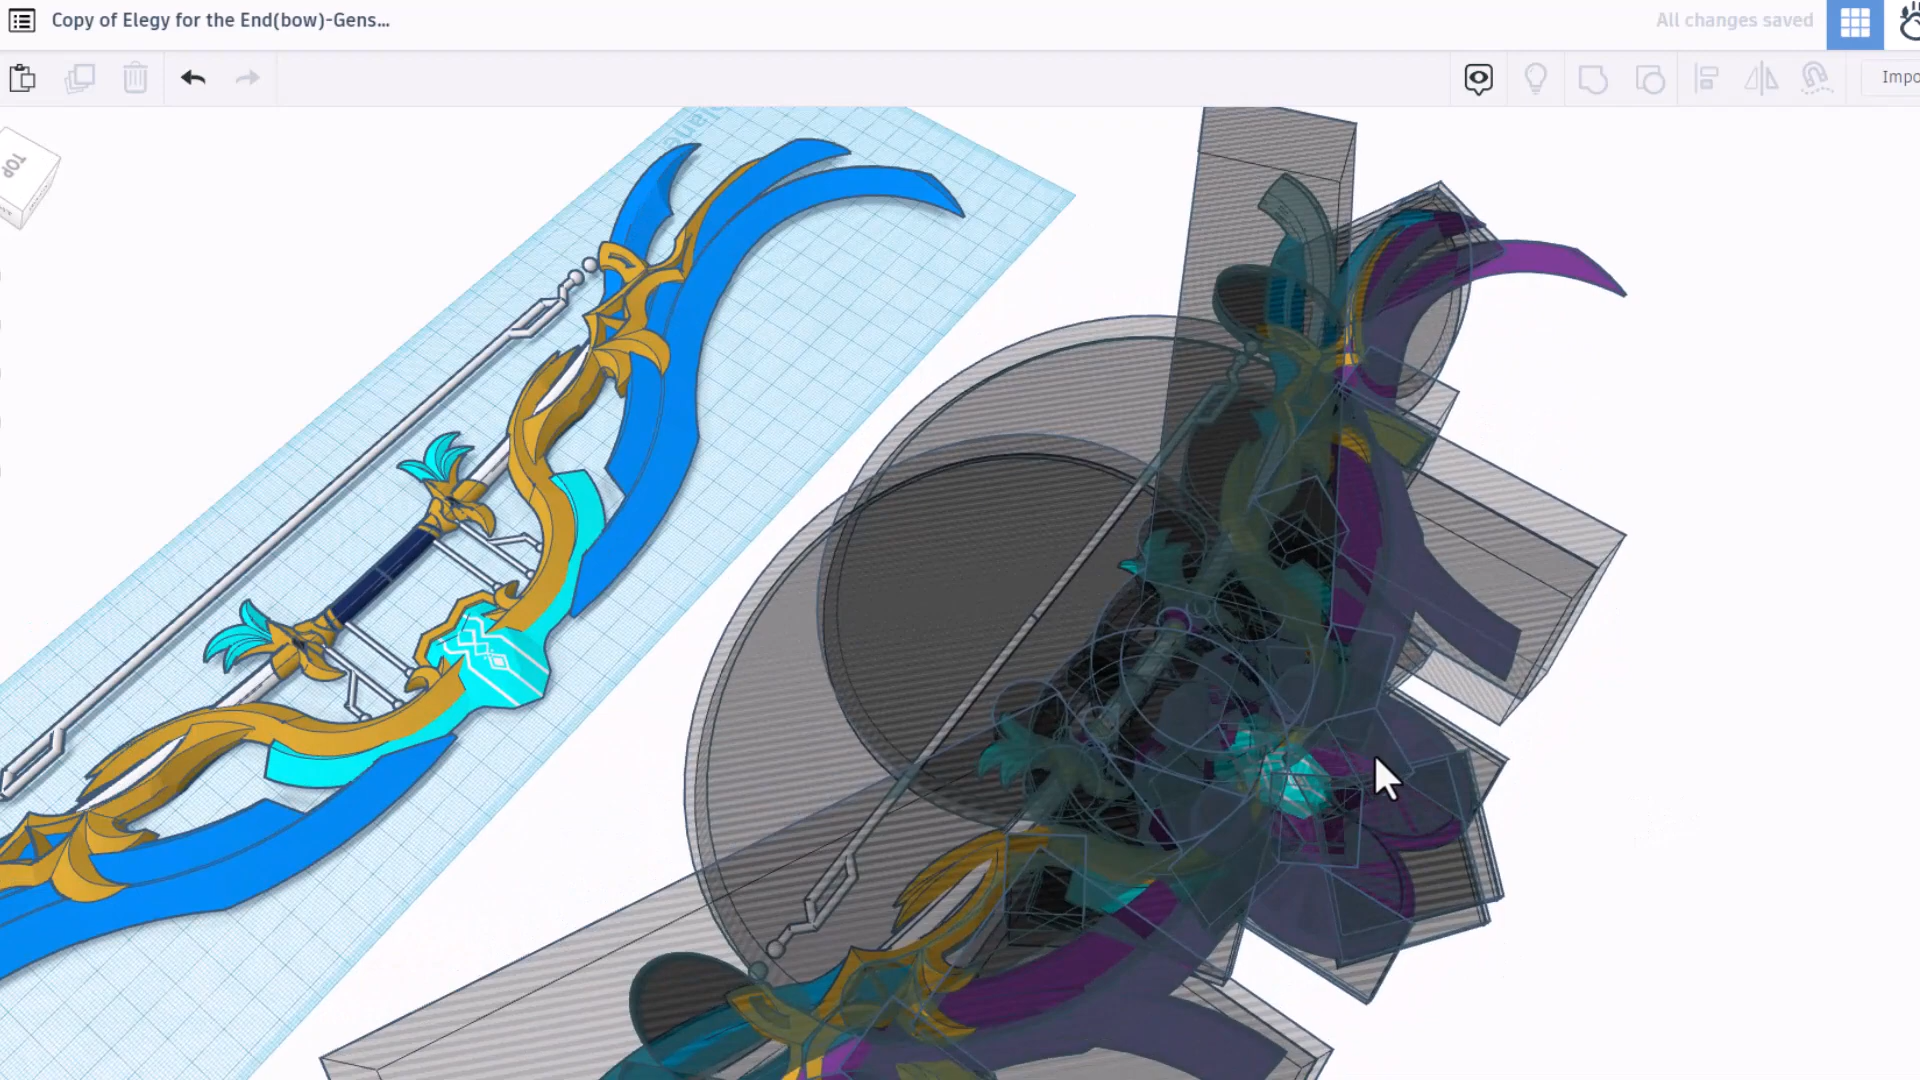 Copy of Elegy for the End(bow)-Gens...
All changes saved
Impo
TOP